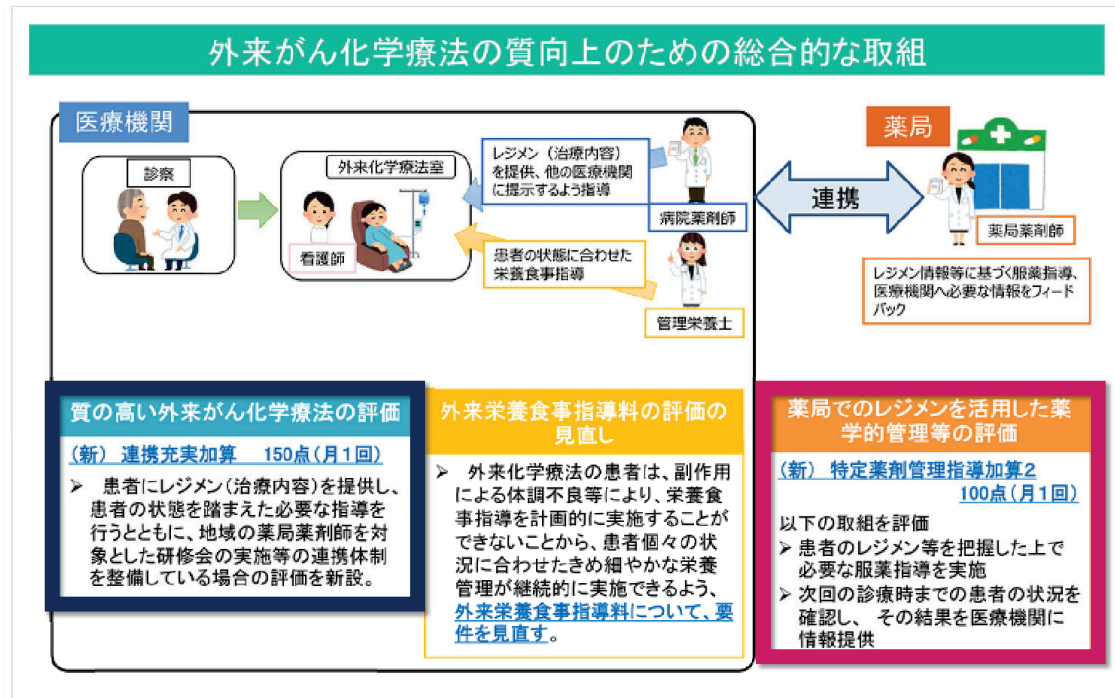 外来がん化学療法の質向上のための総合的な取組
医療機関
診察
外来化学療法室
看護師
レジメン（治療内容）
を提供、他の医療機関
に提示するよう指導
病院薬剤師
患者の状態に合わせた
栄養食事指導
管理栄養士
連携
薬局
薬局薬剤師
レジメン情報等に基づく服薬指導、
医療機関へ必要な情報をフィード
バック
質の高い外来がん化学療法の評価
（新） 連携充実加算 150点（月1回）
➤ 患者にレジメン（治療内容）を提供し、
患者の状態を踏まえた必要な指導を
行うとともに、地域の薬局薬剤師を対
象とした研修会の実施等の連携体制
を整備している場合の評価を新設。
外来栄養食事指導料の評価の
見直し
➤ 外来化学療法の患者は、副作用
による体調不良等により、栄養食
事指導を計画的に実施することが
できないことから、患者個々の状
況に合わせたきめ細やかな栄養
管理が継続的に実施できるよう、
外来栄養食事指導料について、要
件を見直す。
薬局でのレジメンを活用した薬
学的管理等の評価
（新） 特定薬剤管理指導加算2
100点（月1回）
以下の取組を評価
➤ 患者のレジメン等を把握した上で
必要な服薬指導を実施
➤ 次回の診療時までの患者の状況を
確認し、 その結果を医療機関に
情報提供